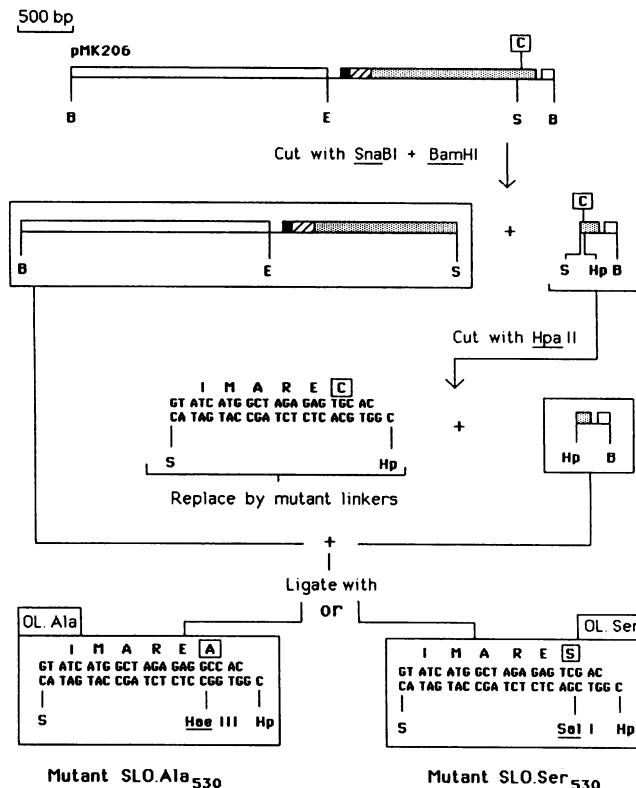 500 bp
pMK206
C
B E S B
Cut with SnaBI + BamHI
C
+
B E S
S Hp B
Cut with Hpa II
I M A R E C
GT ATC ATG GCT AGA GAG TGC AC
CA TAG TAC CGA TCT CTC ACG TGG C
+
S Hp
Hp B
Replace by mutant linkers
+
Ligate with
or
OL. Ala
I M A R E A
GT ATC ATG GCT AGA GAG GCC AC
CA TAG TAC CGA TCT CTC CGG TGG C
S Hae III Hp
Mutant SLO.Ala530
OL. Ser
I M A R E S
GT ATC ATG GCT AGA GAG TCG AC
CA TAG TAC CGA TCT CTC AGC TGG C
S Sal I Hp
Mutant SLO.Ser530